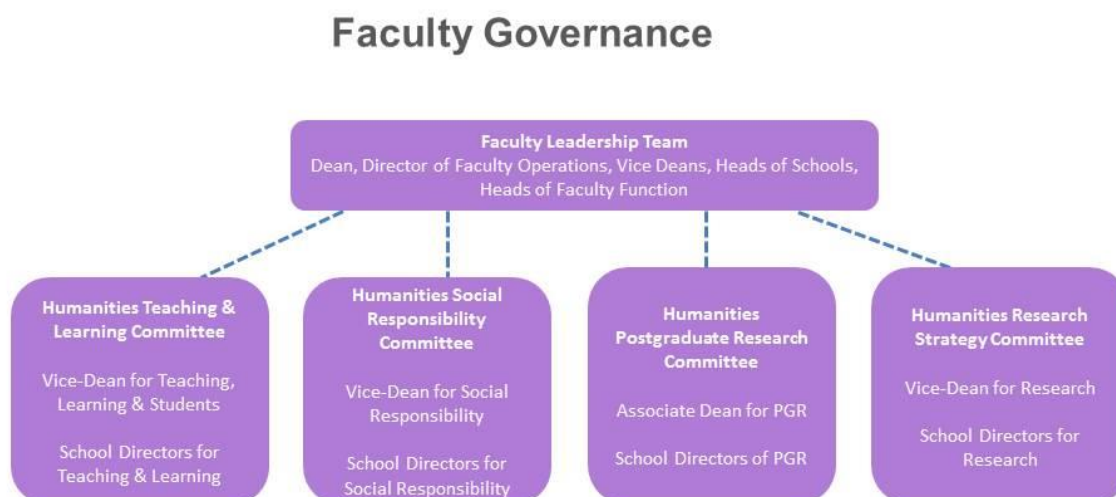 Faculty Governance
Faculty Leadership Team
Dean, Director of Faculty Operations, Vice Deans, Heads of Schools,
Heads of Faculty Function
Humanities Teaching &
Learning Committee
Vice-Dean for Teaching,
Learning & Students
School Directors for
Teaching & Learning
Humanities Social
Responsibility
Committee
Vice-Dean for Social
Responsibility
School Directors for
Social Responsibility
Humanities
Postgraduate Research
Committee
Associate Dean for PGR
School Directors of PGR
Humanities Research
Strategy Committee
Vice-Dean for Research
School Directors for
Research